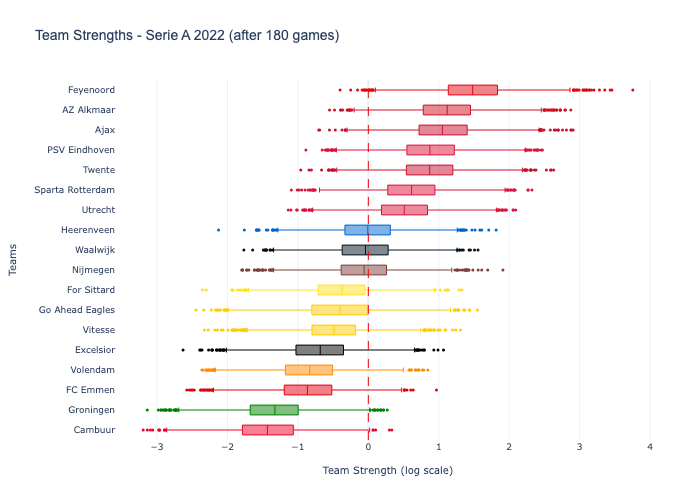 Team Strengths - Serie A 2022 (after 180 games)
Feyenoord
AZ Alkmaar
Ajax
PSV Eindhoven
Twente
Sparta Rotterdam
Utrecht
Heerenveen
Waalwijk
Nijmegen
For Sittard
Go Ahead Eagles
Vitesse
Excelsior
Volendam
FC Emmen
Groningen
Cambuur
Teams
−3 −2 −1 0 1 2 3 4
Team Strength (log scale)